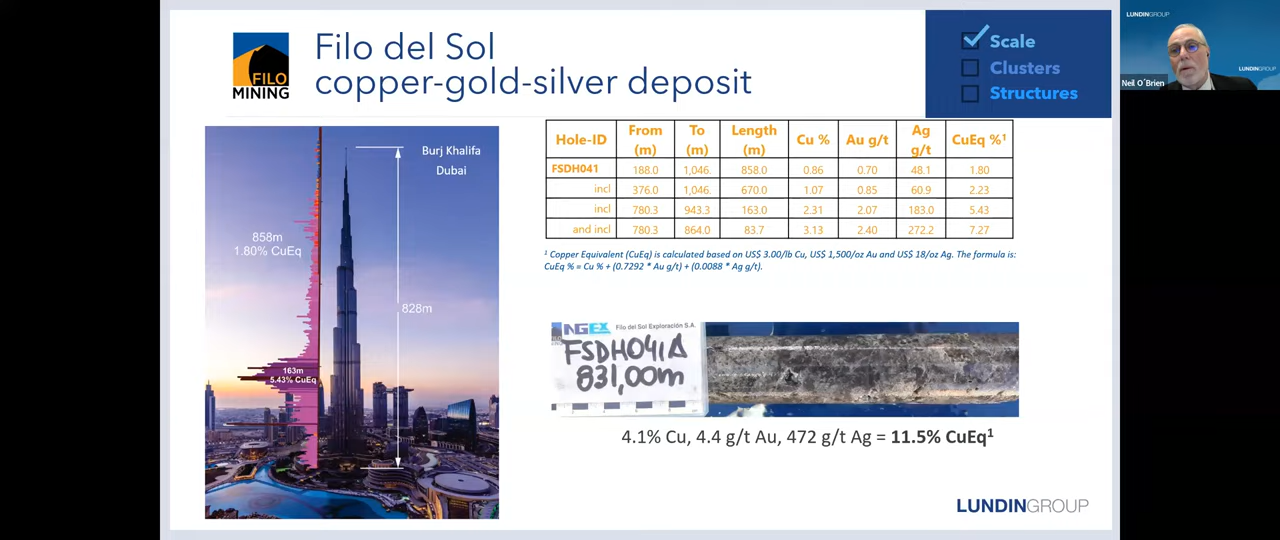 Filo del Sol
copper-gold-silver deposit
FILO
MINING
Scale
Clusters
Structures
LUNDINGROUP
LUNDINGROUP
Neil O´Brien
Burj Khalifa
Dubai
858m
1.80% CuEq
828m
163m
5.43% CuEq
Hole-ID From (m) To (m) Length (m) Cu % Au g/t Ag g/t CuEq %¹
FSDH041 188.0 1,046. 858.0 0.86 0.70 48.1 1.80
incl 376.0 1,046. 670.0 1.07 0.85 60.9 2.23
incl 780.3 943.3 163.0 2.31 2.07 183.0 5.43
and incl 780.3 864.0 83.7 3.13 2.40 272.2 7.27
¹ Copper Equivalent (CuEq) is calculated based on US$ 3.00/lb Cu, US$ 1,500/oz Au and US$ 18/oz Ag. The formula is:
CuEq % = Cu % + (0.7292 * Au g/t) + (0.0088 * Ag g/t).
NGEX Filo del Sol Exploración S.A.
FSDH041A
831,00m
4.1% Cu, 4.4 g/t Au, 472 g/t Ag = 11.5% CuEq¹
LUNDINGROUP